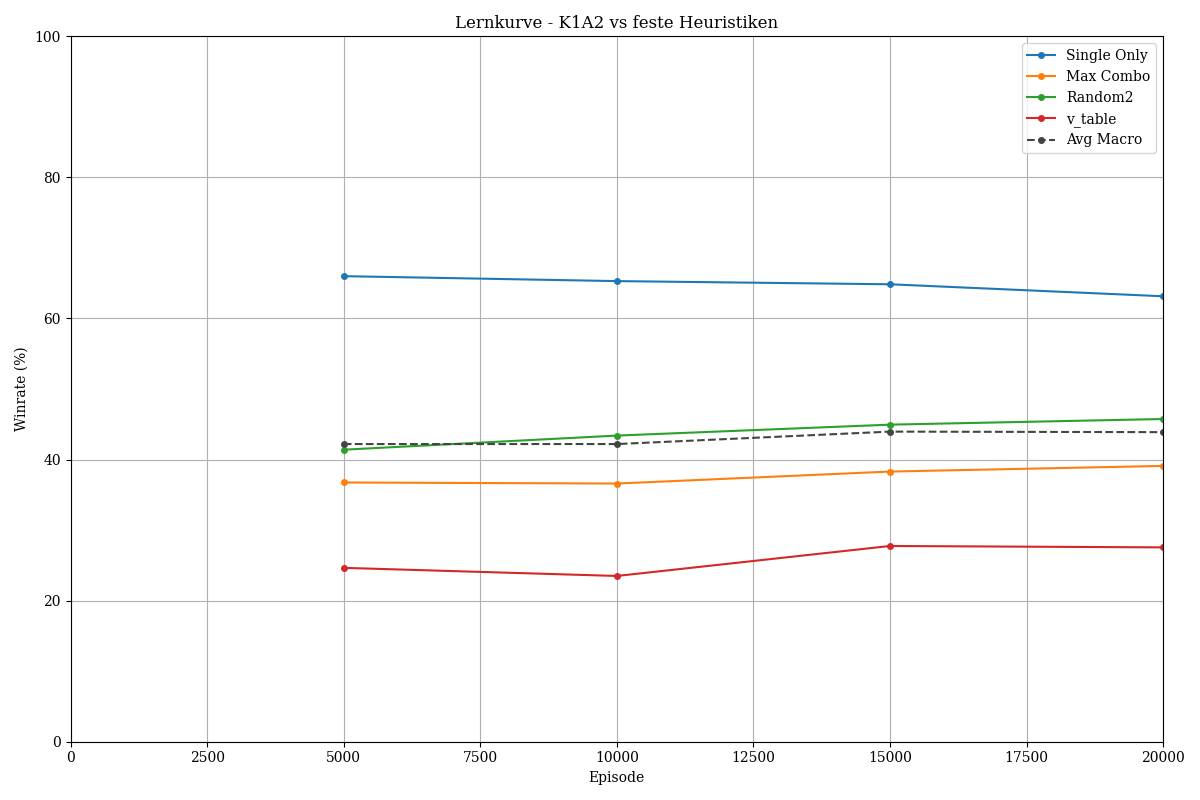 Lernkurve - K1A2 vs feste Heuristiken
100
80
60
40
20
0
Winrate (%)
Single Only
Max Combo
Random2
v_table
Avg Macro
0 2500 5000 7500 10000 12500 15000 17500 20000
Episode